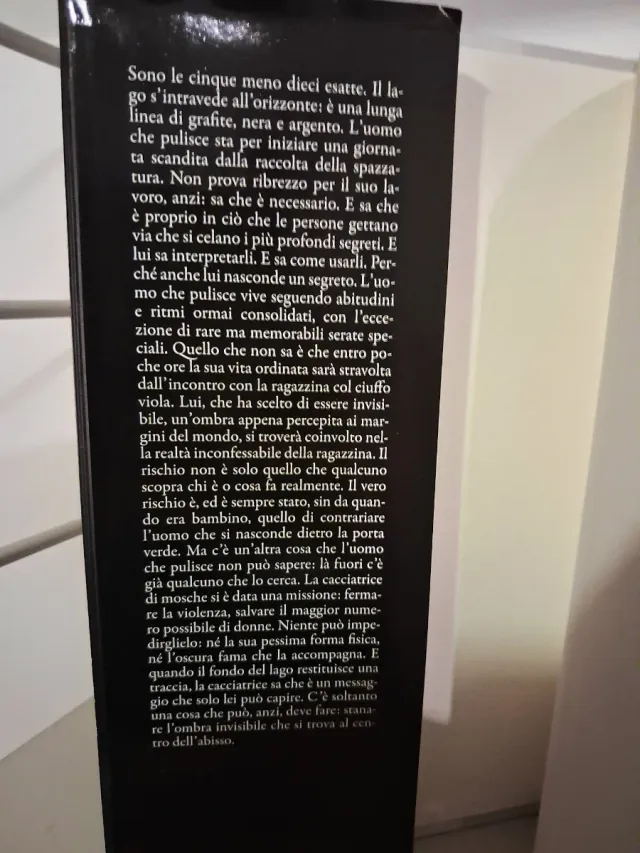 Sono le cinque meno dieci esatte. Il la-
go s'intravede all'orizzonte: è una lunga
linea di grafite, nera e argento. L'uomo
che pulisce sta per iniziare una giorna-
ta scandita dalla raccolta della spazza-
tura. Non prova ribrezzo per il suo la-
voro, anzi: sa che è necessario. E sa che
è proprio in ciò che le persone gettano
via che si celano i più profondi segreti. E
lui sa interpretarli. E sa come usarli. Per-
ché anche lui nasconde un segreto. L'uo-
mo che pulisce vive seguendo abitudini
e ritmi ormai consolidati, con l'ecce-
zione di rare ma memorabili serate spe-
ciali. Quello che non sa è che entro po-
che ore la sua vita ordinata sarà stravolta
dall'incontro con la ragazzina col ciuffo
viola. Lui, che ha scelto di essere invisi-
bile, un'ombra appena percepita ai mar-
gini del mondo, si troverà coinvolto nel-
la realtà inconfessabile della ragazzina. Il
rischio non è solo quello che qualcuno
scopra chi è o cosa fa realmente. Il vero
rischio è, ed è sempre stato, sin da quan-
do era bambino, quello di contrariare
l'uomo che si nasconde dietro la porta
verde. Ma c'è un'altra cosa che l'uomo
che pulisce non può sapere: là fuori c'è
già qualcuno che lo cerca. La cacciatrice
di mosche si è data una missione: ferma-
re la violenza, salvare il maggior nume-
ro possibile di donne. Niente può impe-
dirglielo: né la sua pessima forma fisica,
né l'oscura fama che la accompagna. E
quando il fondo del lago restituisce una
traccia, la cacciatrice sa che è un messag-
gio che solo lei può capire. C'è soltanto
una cosa che può, anzi, deve fare: stana-
re l'ombra invisibile che si trova al cen-
tro dell'abisso.